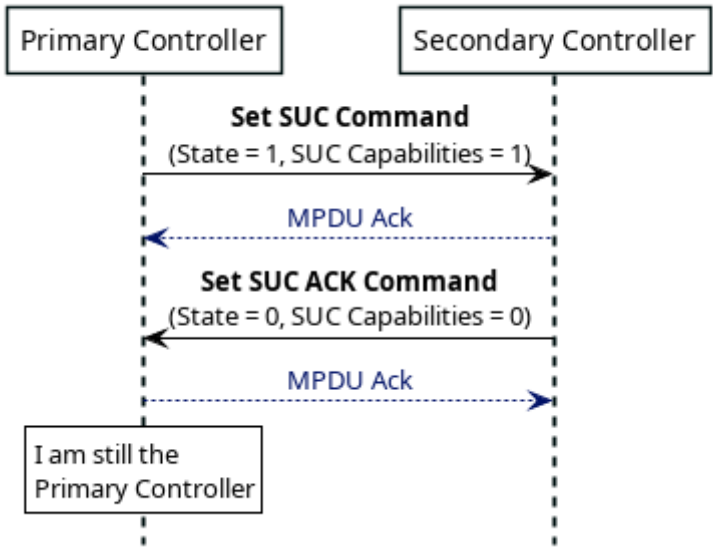 Primary Controller
Secondary Controller
Set SUC Command
(State = 1, SUC Capabilities = 1)
MPDU Ack
Set SUC ACK Command
(State = 0, SUC Capabilities = 0)
MPDU Ack
I am still the
Primary Controller